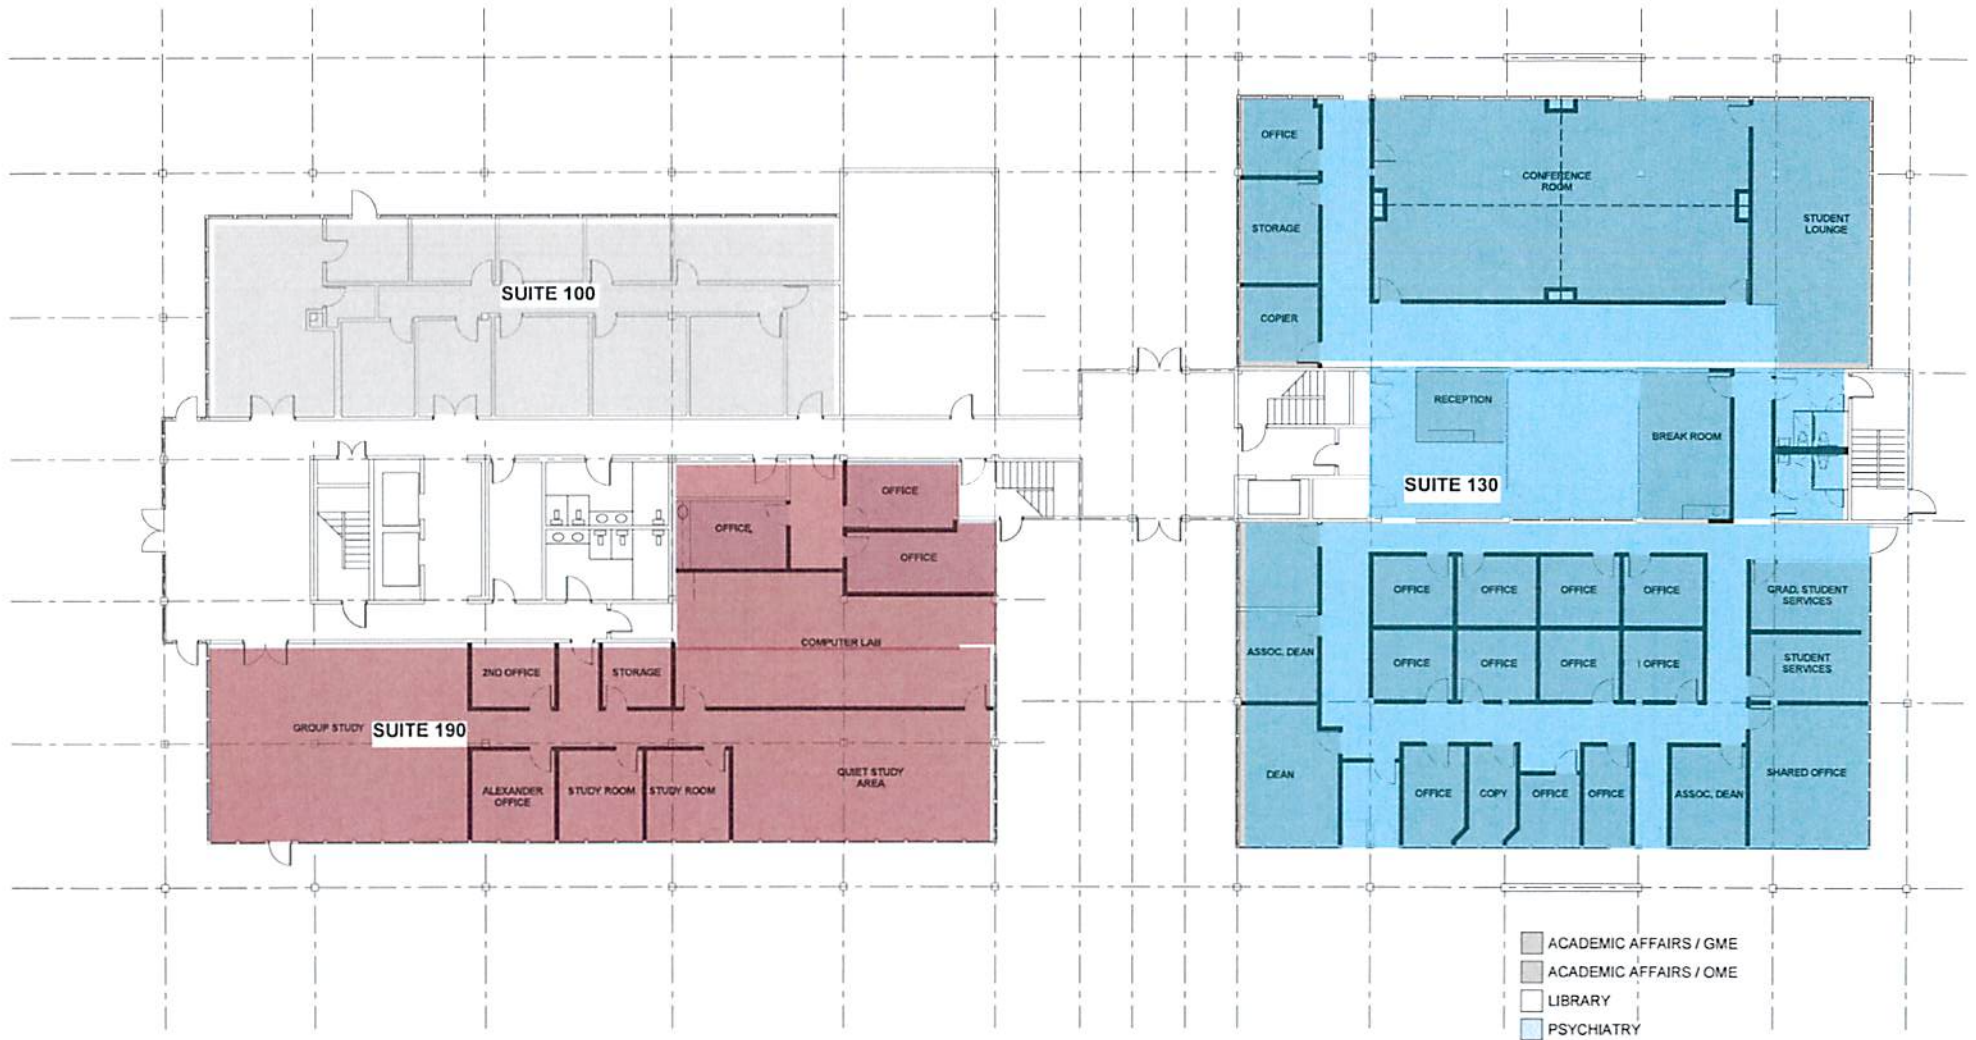 OFFICE
CONFERENCE
ROOM
STORAGE
STUDENT
LOUNGE
SUITE 100
COPIER
RECEPTION
BREAK ROOM
SUITE 130
OFFICE
OFFICE
OFFICE
OFFICE
OFFICE
OFFICE
OFFICE
GRAD. STUDENT
SERVICES
COMPUTER LAB
ASSOC. DEAN
OFFICE
OFFICE
OFFICE
OFFICE
STUDENT
SERVICES
2ND OFFICE
STORAGE
GROUP STUDY
SUITE 190
QUIET STUDY
AREA
DEAN
SHARED OFFICE
ALEXANDER
OFFICE
STUDY ROOM
STUDY ROOM
OFFICE
COPY
OFFICE
OFFICE
ASSOC. DEAN
ACADEMIC AFFAIRS / GME
ACADEMIC AFFAIRS / OME
LIBRARY
PSYCHIATRY